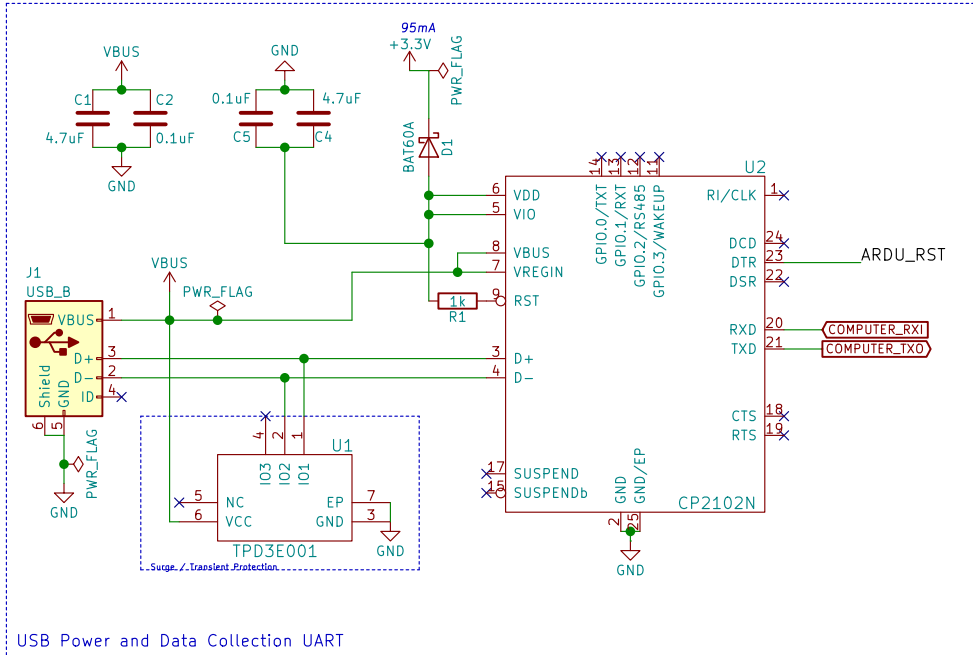 95mA
+3.3V
PWR_FLAG
VBUS
C1
C2
4.7uF
0.1uF
GND
GND
0.1uF
4.7uF
C5
C4
BAT60A
D1
U2
14
13
12
11
GPIO.0/TXT
GPIO.1/RXT
GPIO.2/RS485
GPIO.3/WAKEUP
6 VDD
5 VIO
8 VBUS
7 VREGIN
9 RST
1k
R1
3 D+
4 D-
17 SUSPEND
15 SUSPENDb
GND
GND/EP
2
25
GND
CP2102N
RI/CLK 1
DCD 24
DTR 23
ARDU_RST
DSR 22
RXD 20
COMPUTER_RXI
TXD 21
COMPUTER_TXO
CTS 18
RTS 19
VBUS
PWR_FLAG
J1
USB_B
VBUS 1
D+ 3
D- 2
ID 4
Shield
GND
6
5
PWR_FLAG
GND
U1
4
2
1
IO3
IO2
IO1
5 NC
6 VCC
EP 7
GND 3
GND
TPD3E001
Surge / Transient Protection
USB Power and Data Collection UART